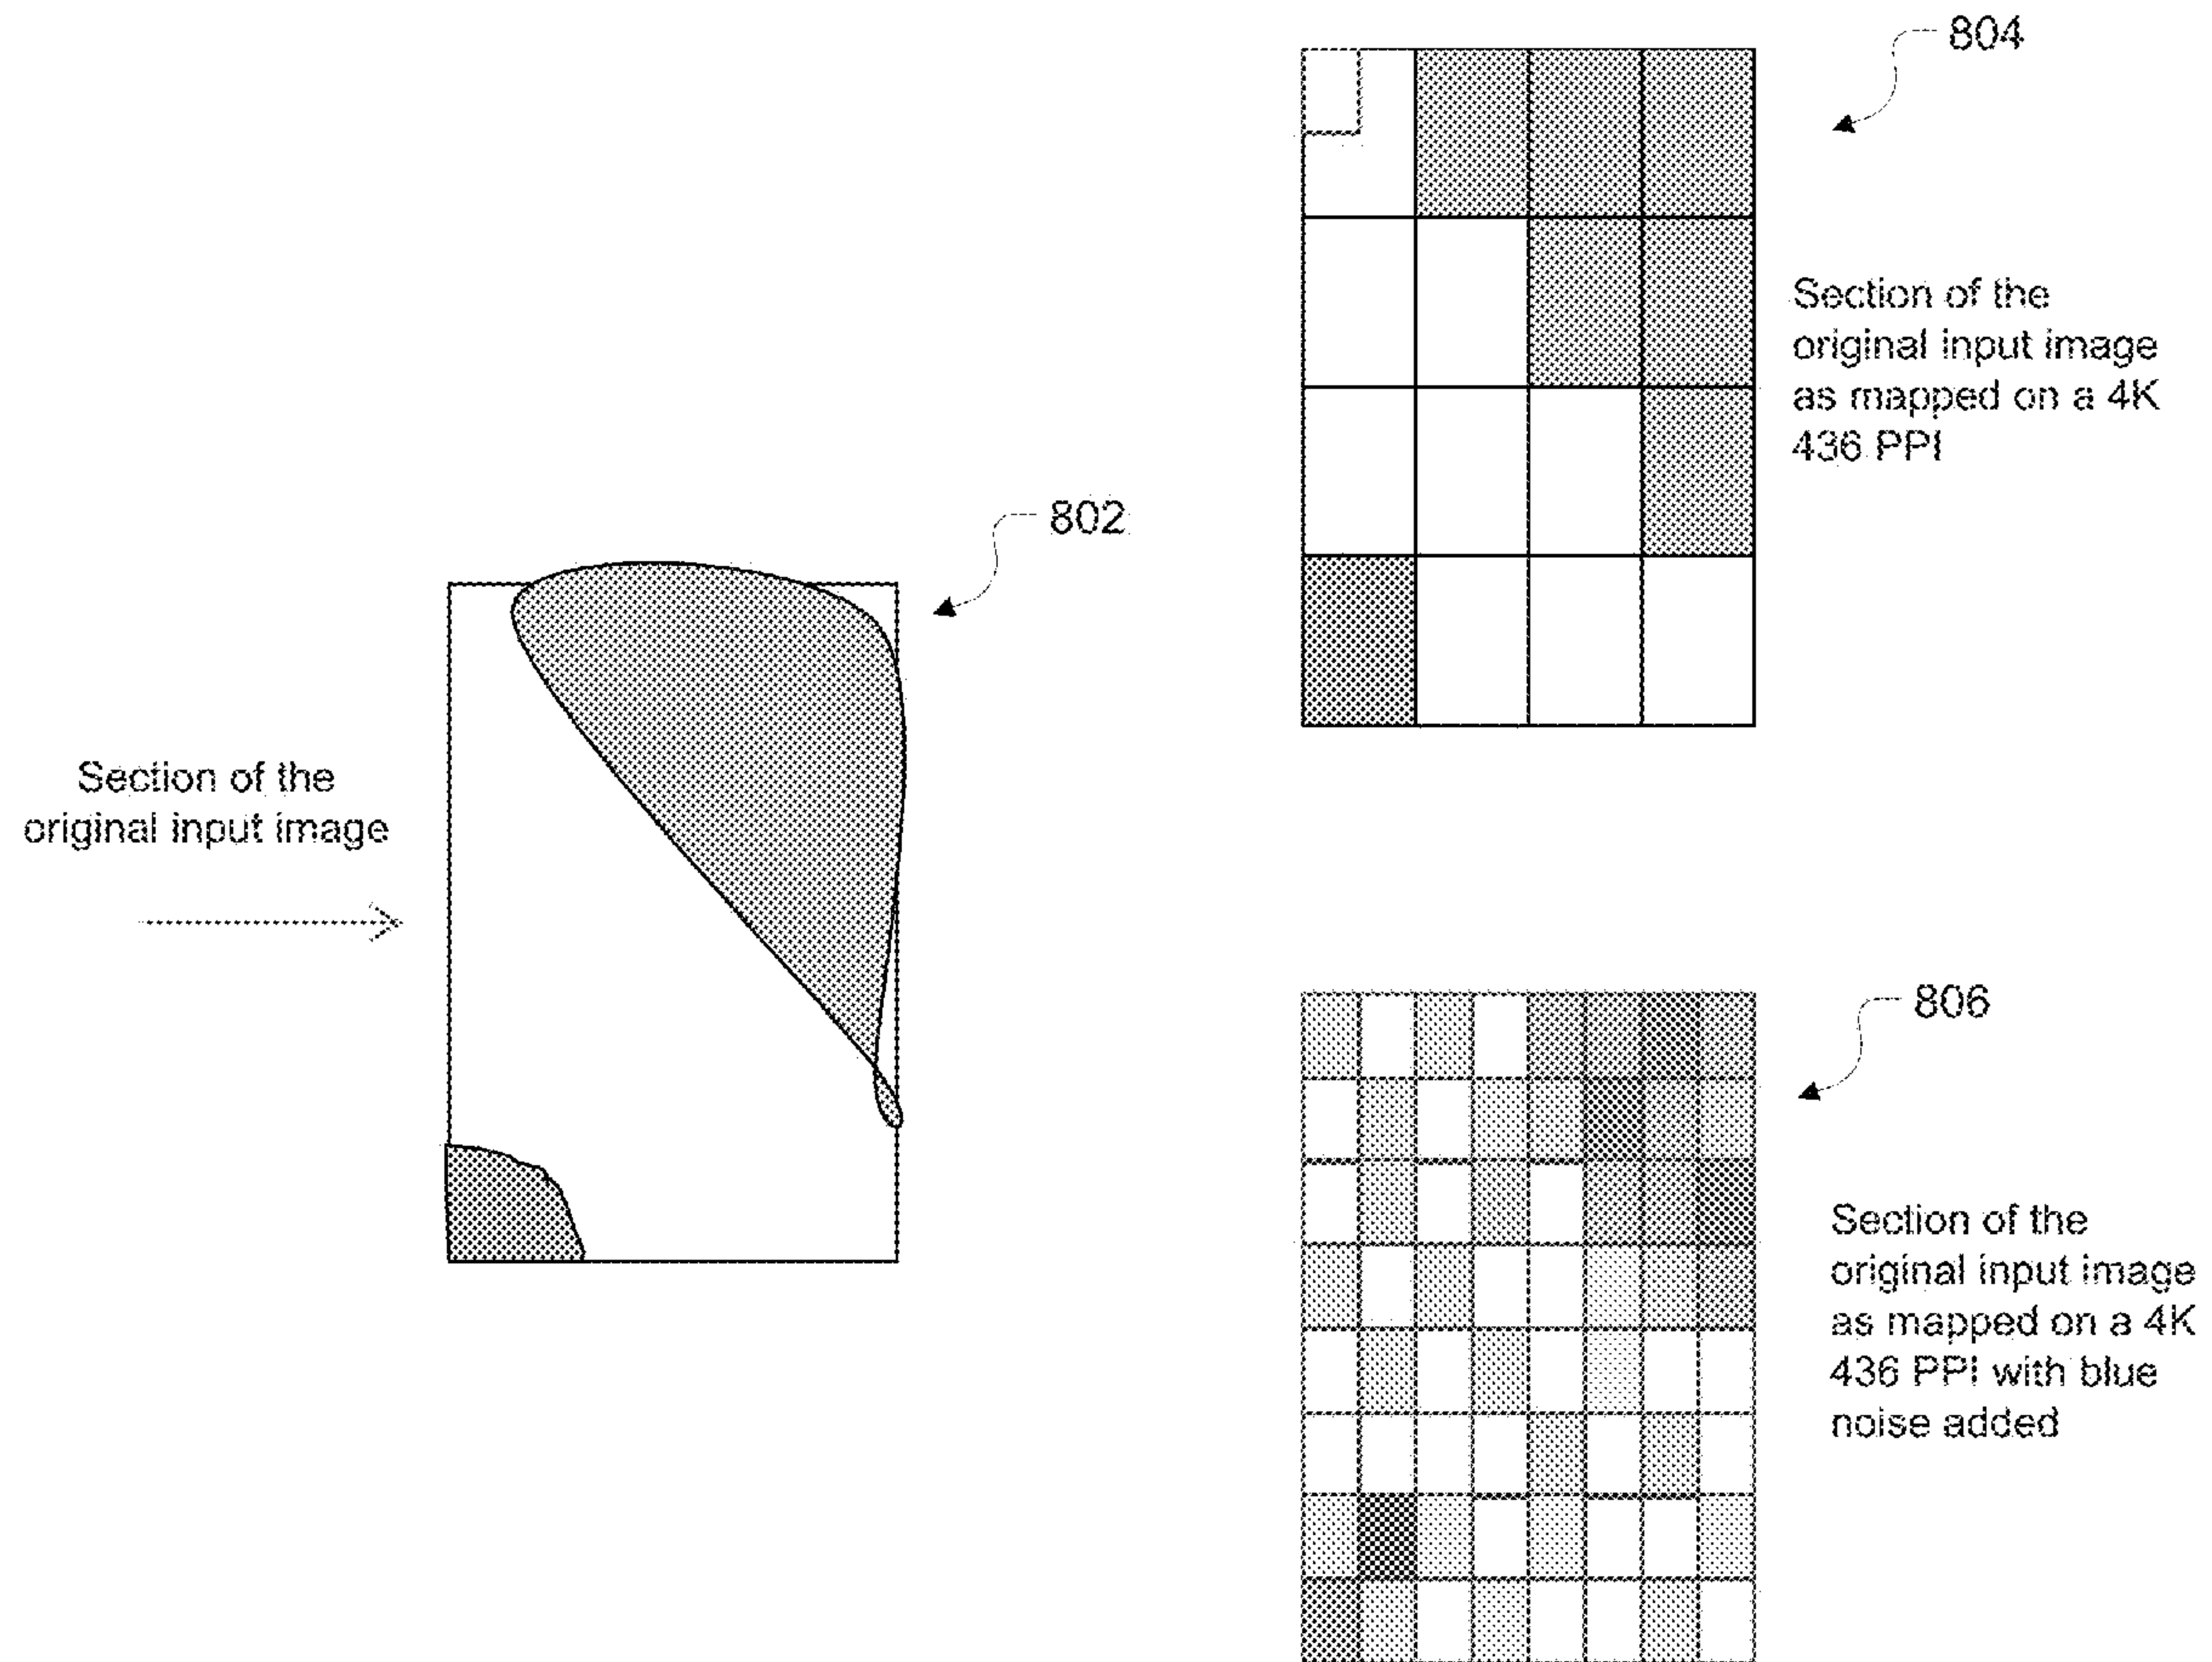 804
Section of the
original input image
as mapped on a 4K
436 PPI
802
Section of the
original input image
806
Section of the
original input image
as mapped on a 4K
436 PPI with blue
noise added